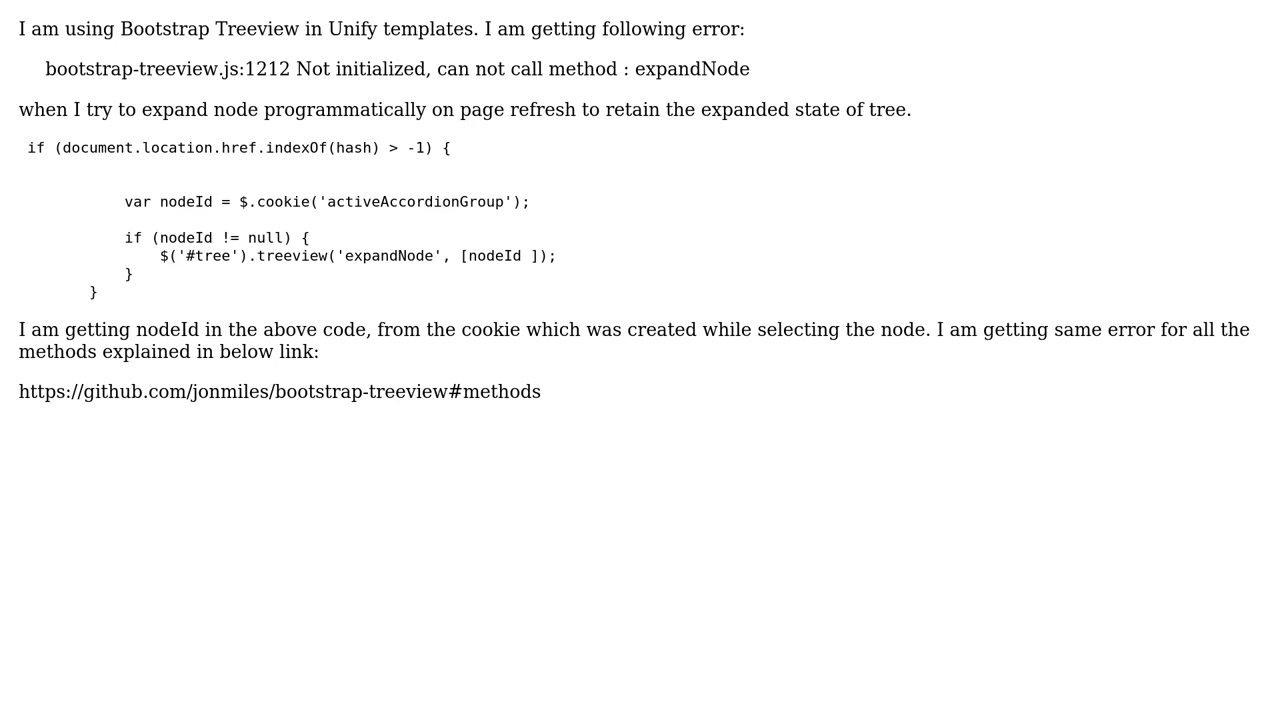 I am using Bootstrap Treeview in Unify templates. I am getting following error:
bootstrap-treeview.js:1212 Not initialized, can not call method : expandNode
when I try to expand node programmatically on page refresh to retain the expanded state of tree.
if (document.location.href.indexOf(hash) > -1) {
var nodeId = $.cookie('activeAccordionGroup');
if (nodeId != null) {
$('#tree').treeview('expandNode', [nodeId ]);
}
}
I am getting nodeId in the above code, from the cookie which was created while selecting the node. I am getting same error for all the
methods explained in below link:
https://github.com/jonmiles/bootstrap-treeview#methods